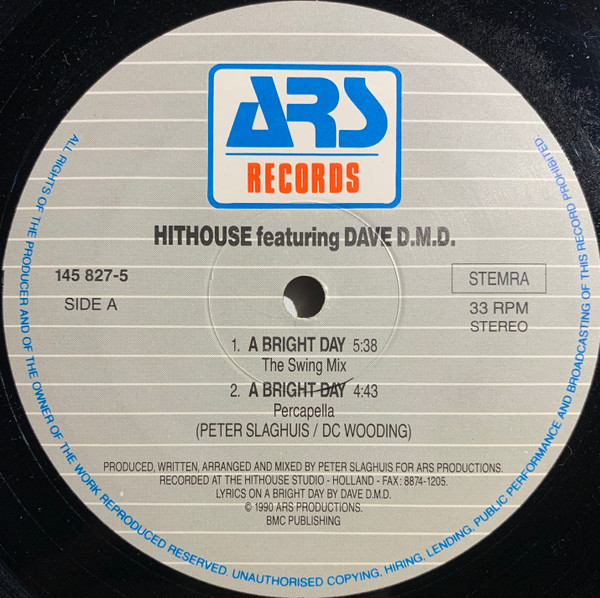 ARS
RECORDS
HITHOUSE featuring DAVE D.M.D.
145 827-5
SIDE A
STEMRA
33 RPM
STEREO
1. A BRIGHT DAY 5:38
The Swing Mix
2. A BRIGHT DAY 4:43
Percapella
(PETER SLAGHUIS / DC WOODING)
PRODUCED, WRITTEN, ARRANGED AND MIXED BY PETER SLAGHUIS FOR ARS PRODUCTIONS.
RECORDED AT THE HITHOUSE STUDIO - HOLLAND - FAX: 8874-1205.
LYRICS ON A BRIGHT DAY BY DAVE D.M.D.
© 1990 ARS PRODUCTIONS.
BMC PUBLISHING
ALL RIGHTS OF THE PRODUCER AND OF THE OWNER OF THE WORK REPRODUCED RESERVED. UNAUTHORISED COPYING, HIRING, LENDING, PUBLIC PERFORMANCE AND BROADCASTING OF THIS RECORD PROHIBITED.